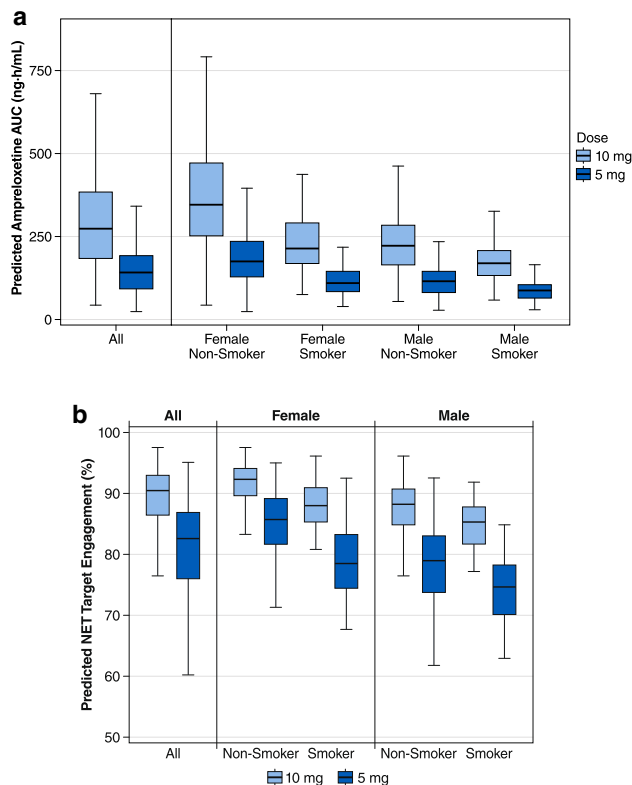 a
Predicted Ampreloxetine AUC (ng·h/mL)
750
500
250
0
All
Female
Non-Smoker
Female
Smoker
Male
Non-Smoker
Male
Smoker
Dose
10 mg
5 mg
b
All
Female
Male
Predicted NET Target Engagement (%)
100
90
80
70
60
50
All
Non-Smoker
Smoker
Non-Smoker
Smoker
10 mg
5 mg